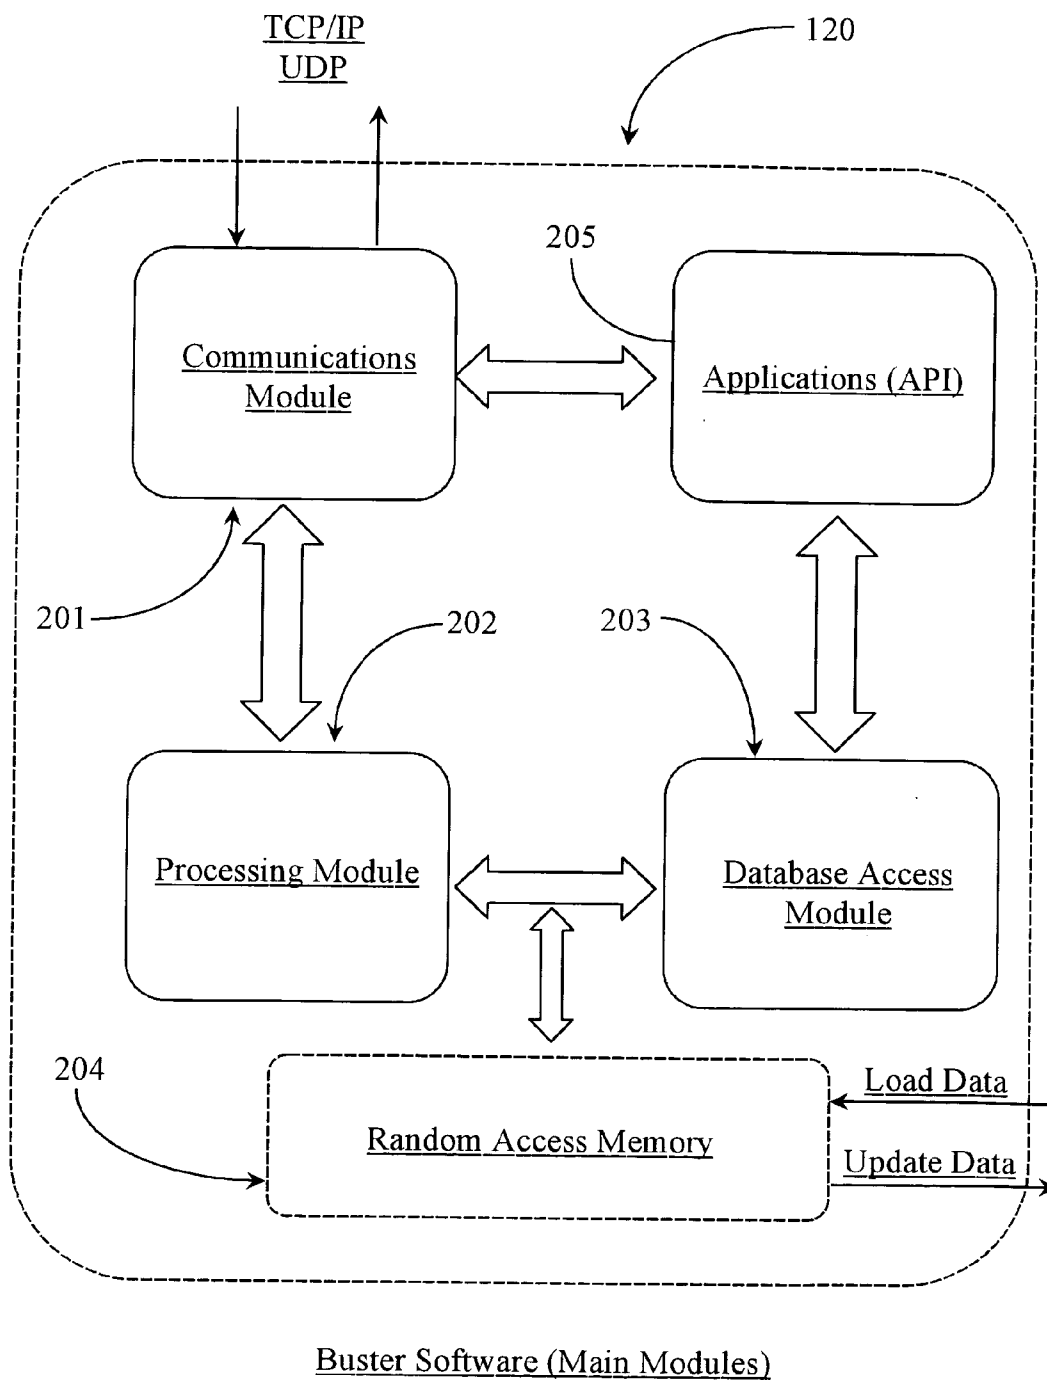 TCP/IP
UDP
120
205
Communications
Module
Applications (API)
201
202
203
Processing Module
Database Access
Module
204
Load Data
Random Access Memory
Update Data
Buster Software (Main Modules)